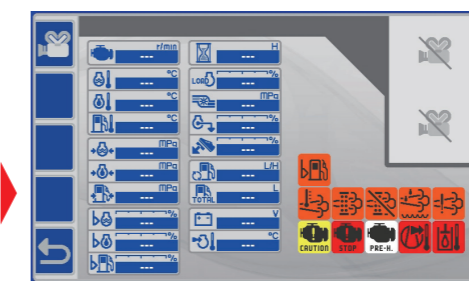 r/min H
--- ---
°C LOAD %
--- ---
°C MPa
--- ---
°C %
--- ---
MPa %
--- ---
MPa L/H
--- ---
MPa TOTAL L
--- ---
% V
--- ---
% °C
--- ---
%
---
CAUTION STOP PRE-H.